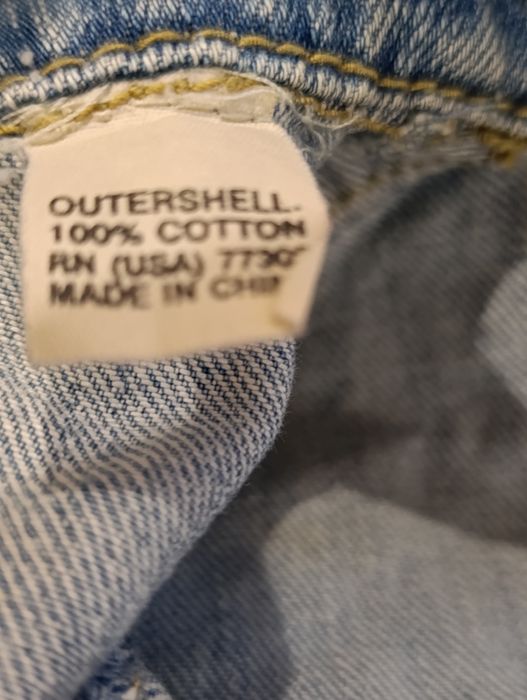 OUTERSHELL-
100% COTTON
RN (USA)
MADE IN